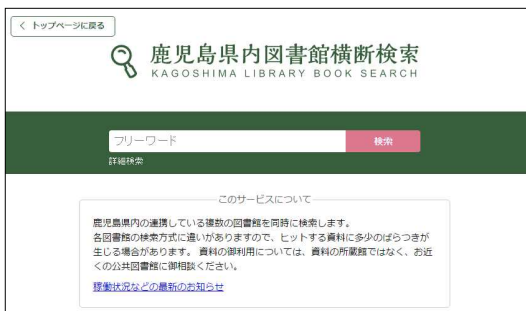 < トップページに戻る
鹿児島県内図書館横断検索
KAGOSHIMA LIBRARY BOOK SEARCH
フリーワード 検索
詳細検索
このサービスについて
鹿児島県内の連携している複数の図書館を同時に検索します。
各図書館の検索方式に違いがありますので、ヒットする資料に多少のばらつきが
生じる場合があります。 資料の御利用については、資料の所蔵館ではなく、お近
くの公共図書館に御相談ください。
稼働状況などの最新のお知らせ